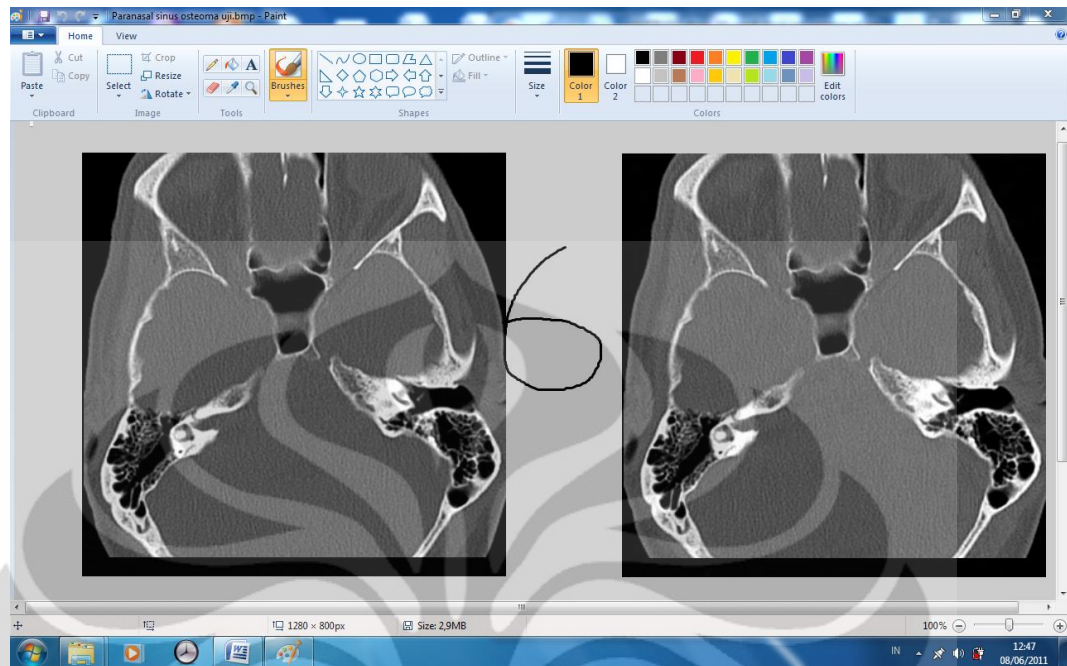 Paranasal sinus osteoma uji.bmp - Paint
Home View
Paste
Cut
Copy
Clipboard
Select
Crop
Resize
Rotate
Image
A
Tools
Brushes
Shapes
Outline
Fill
Size
Color 1
Color 2
Edit colors
Colors
6
1280 × 800px
Size: 2,9MB
100%
IN
12:47
08/06/2011